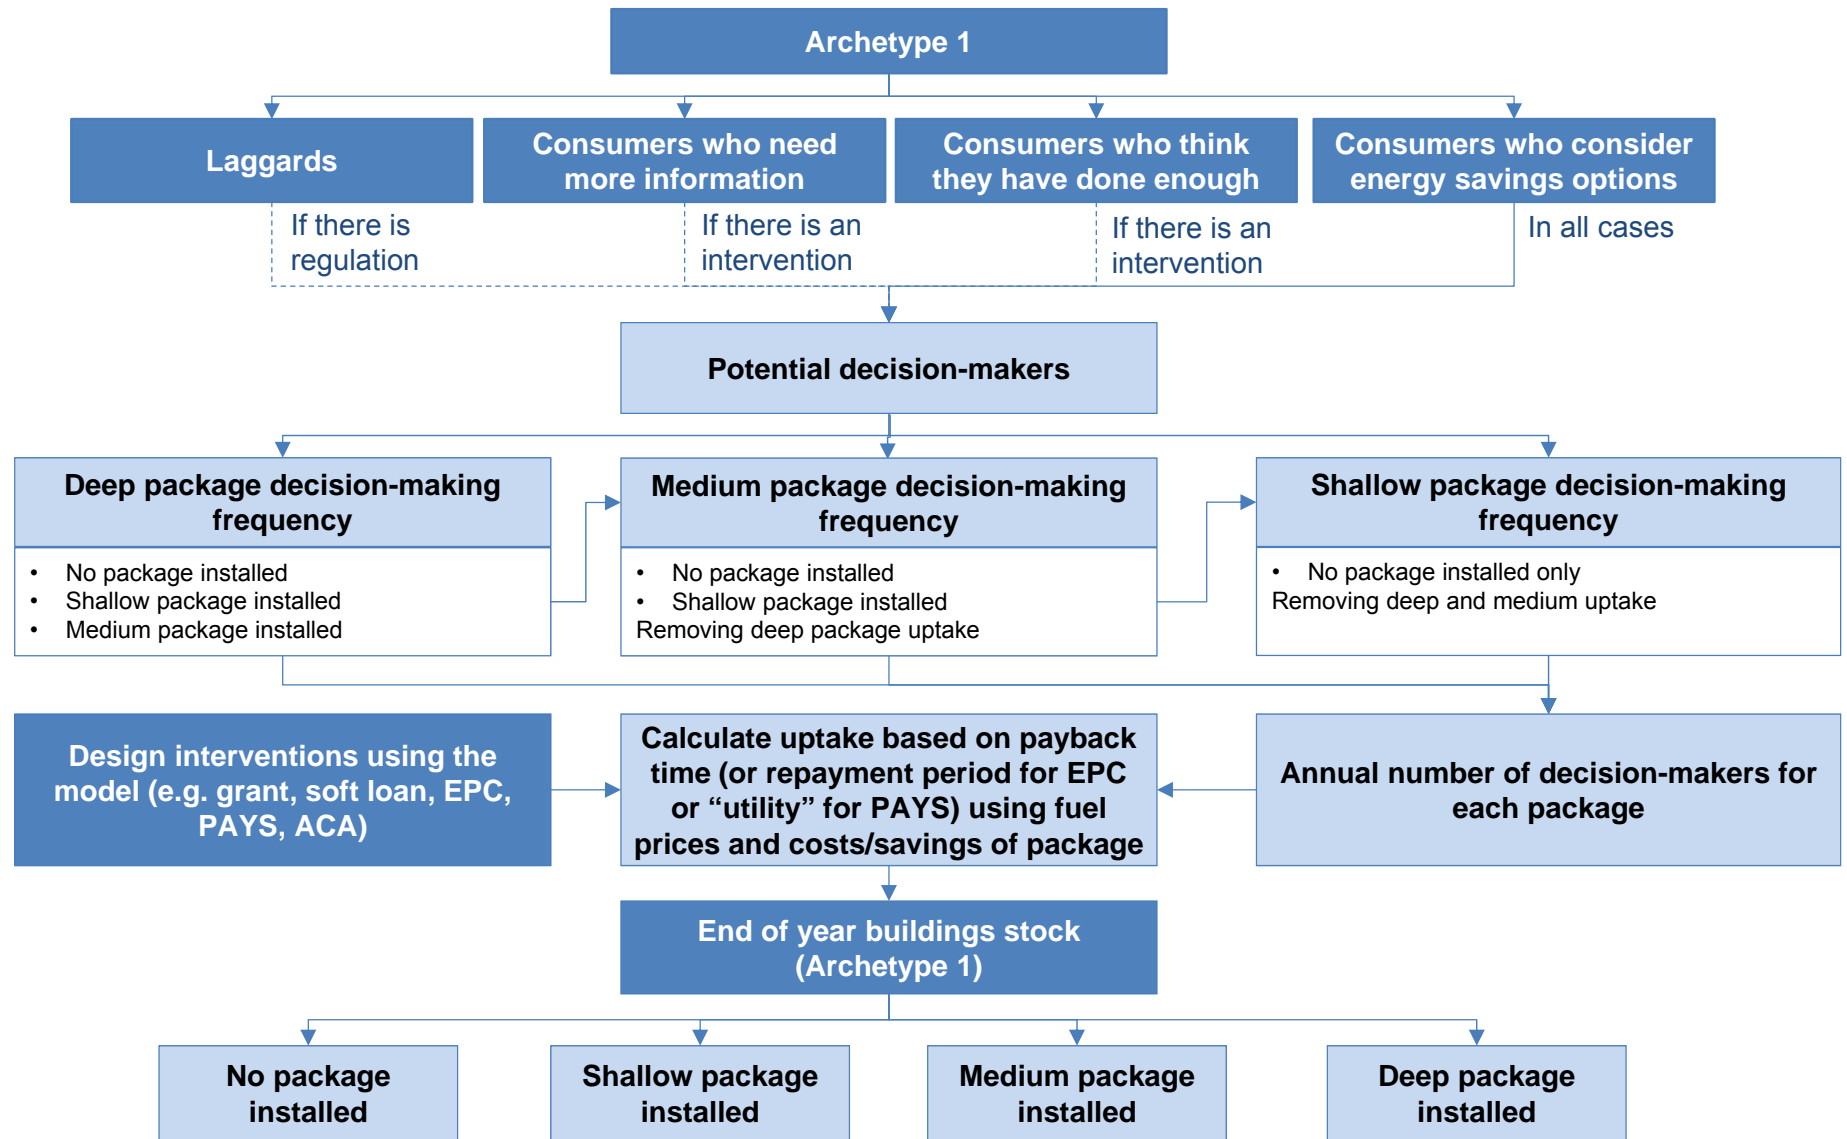 Archetype 1
Laggards
Consumers who need
more information
Consumers who think
they have done enough
Consumers who consider
energy savings options
If there is
regulation
If there is an
intervention
If there is an
intervention
In all cases
Potential decision-makers
Deep package decision-making
frequency
• No package installed
• Shallow package installed
• Medium package installed
Medium package decision-making
frequency
• No package installed
• Shallow package installed
Removing deep package uptake
Shallow package decision-making
frequency
• No package installed only
Removing deep and medium uptake
Design interventions using the
model (e.g. grant, soft loan, EPC,
PAYS, ACA)
Calculate uptake based on payback
time (or repayment period for EPC
or “utility” for PAYS) using fuel
prices and costs/savings of package
Annual number of decision-makers for
each package
End of year buildings stock
(Archetype 1)
No package
installed
Shallow package
installed
Medium package
installed
Deep package
installed